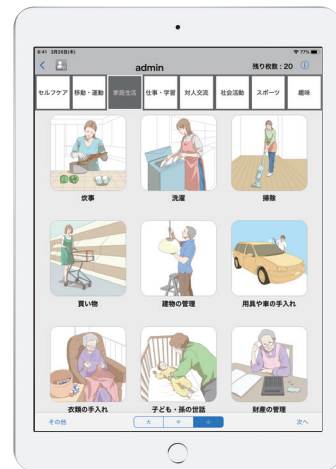 9:41 3月26日(木) 77%
admin 残り枚数：20
セルフケア 移動・運動 家庭生活 仕事・学習 対人交流 社会活動 スポーツ 趣味
炊事 洗濯 掃除
買い物 建物の管理 用具や車の手入れ
衣類の手入れ 子ども・孫の世話 財産の管理
その他 大 中 小 次へ